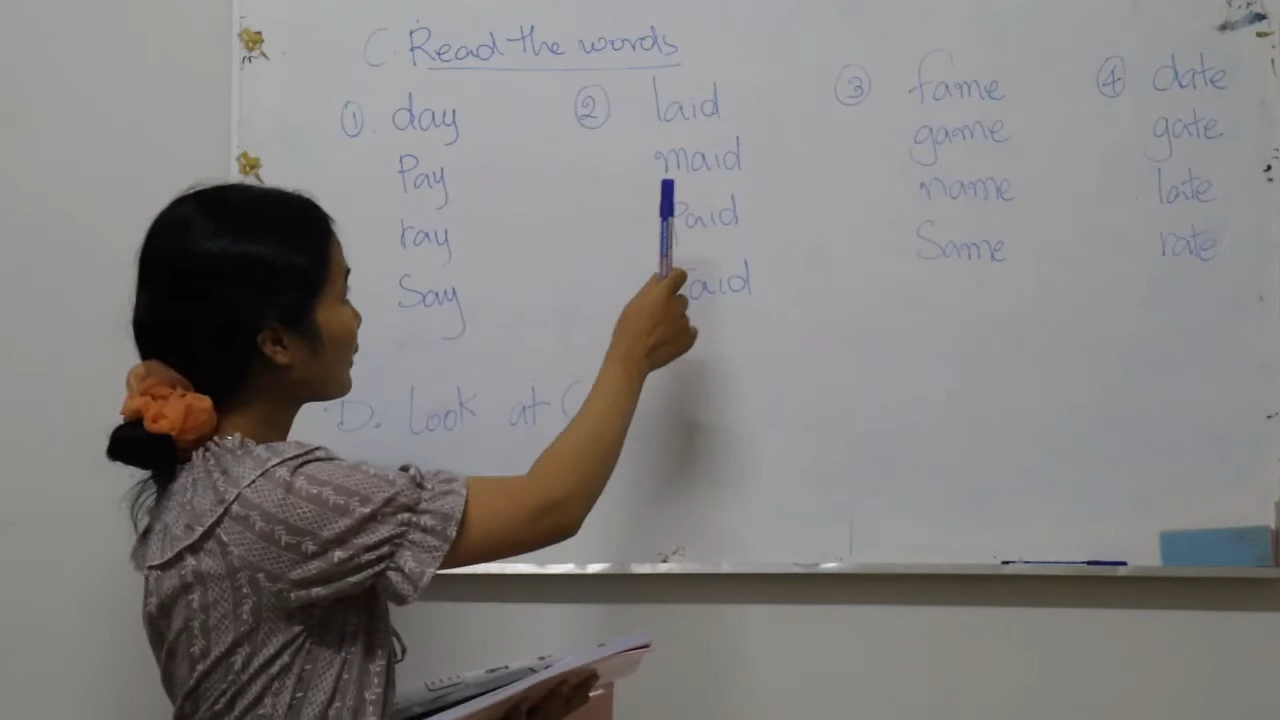 C. Read the words
① day
Pay
ray
Say
② laid
maid
Paid
aid
③ fame
game
name
Same
④ date
gate
late
rate
D. Look at C